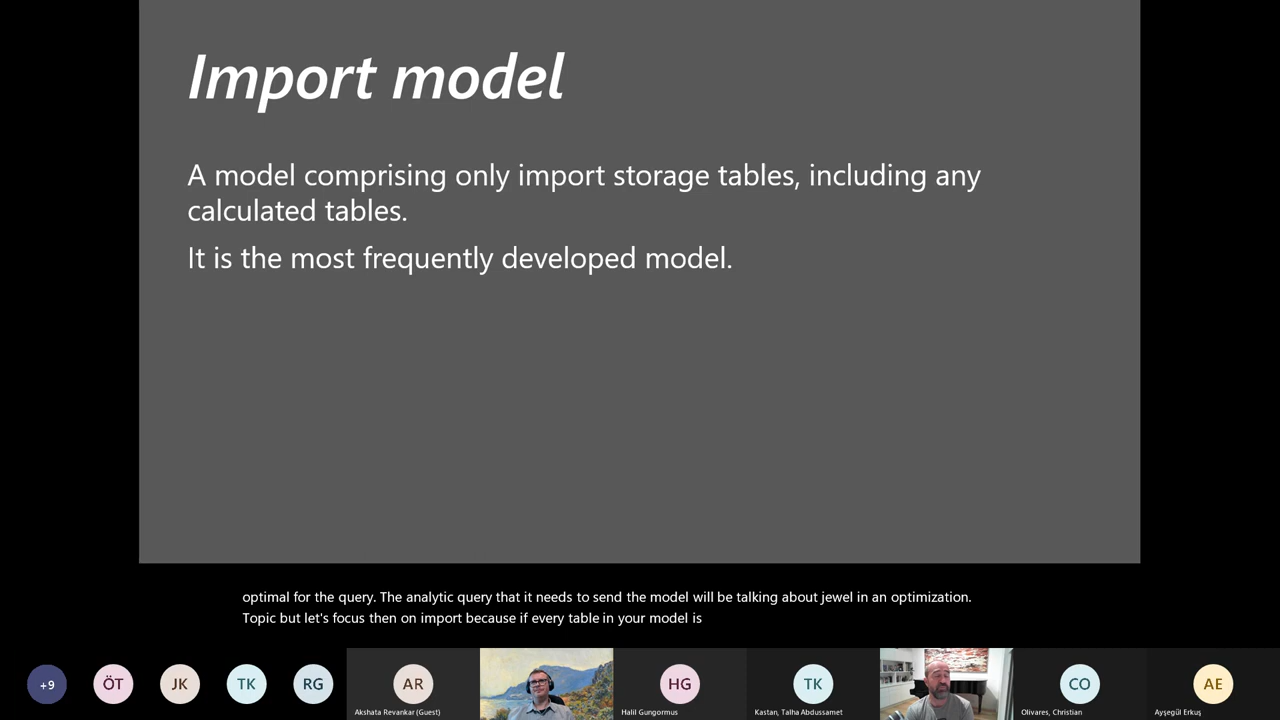 Import model
A model comprising only import storage tables, including any
calculated tables.
It is the most frequently developed model.
optimal for the query. The analytic query that it needs to send the model will be talking about jewel in an optimization.
Topic but let's focus then on import because if every table in your model is
+9
ÖT
JK
TK
RG
AR
HG
TK
CO
AE
Akshata Revankar (Guest)
Halil Gungormus
Kastan, Talha Abdussamet
Olivares, Christian
Ayşegül Erkuş